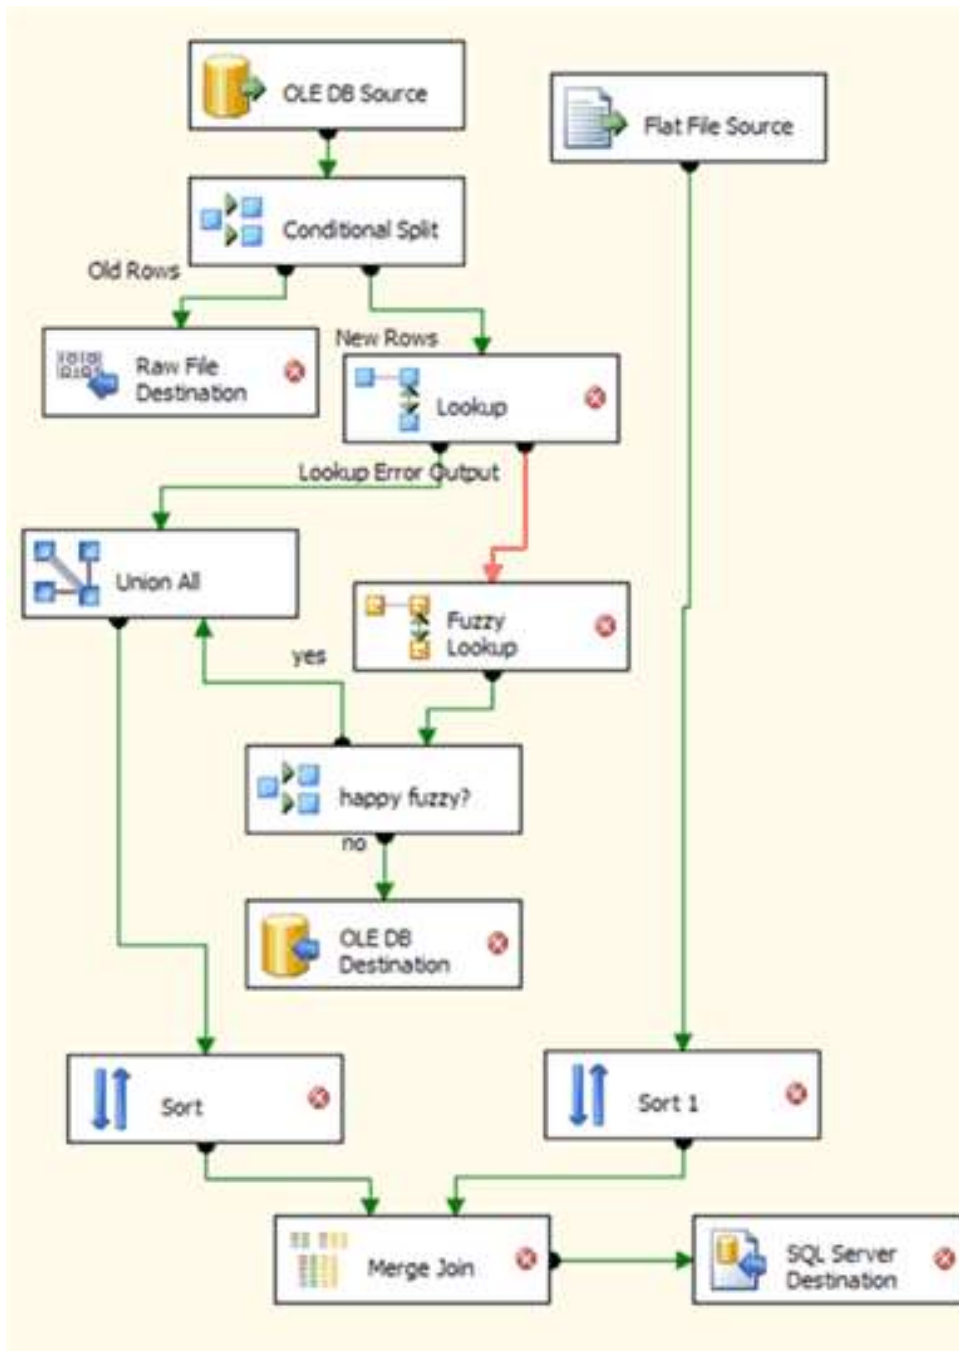 OLE DB Source
Flat File Source
Conditional Split
Old Rows
New Rows
Raw File
Destination
Lookup
Lookup Error Output
Union All
Fuzzy
Lookup
yes
happy fuzzy?
no
OLE DB
Destination
Sort
Sort 1
Merge Join
SQL Server
Destination